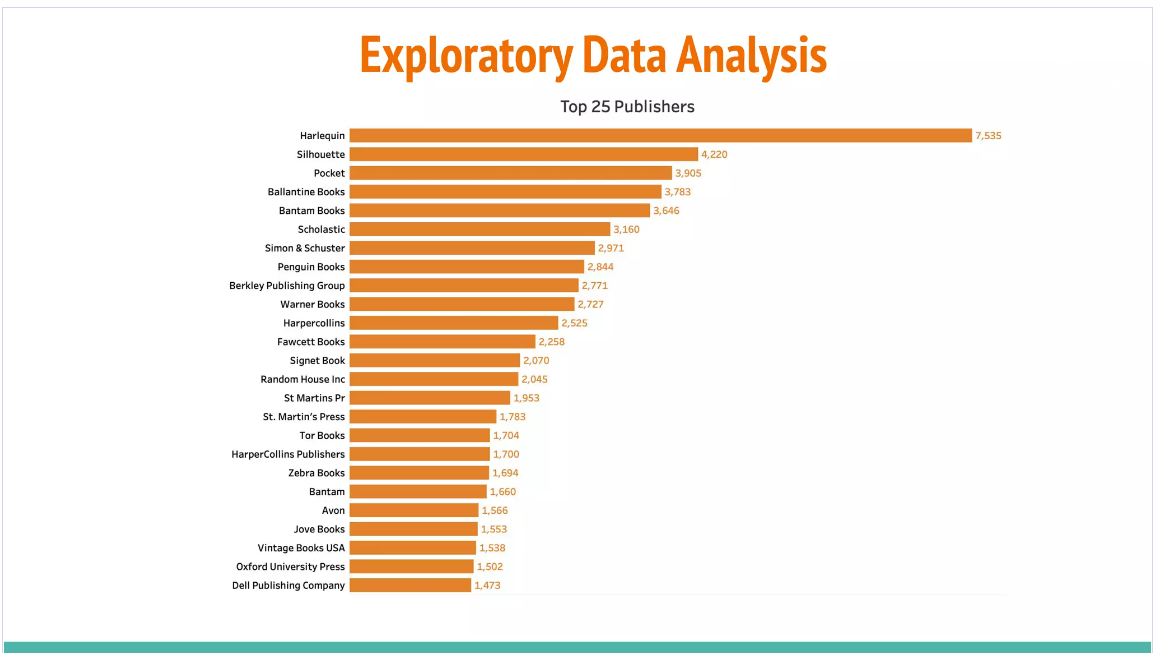 Exploratory Data Analysis
Top 25 Publishers
Harlequin 7,535
Silhouette 4,220
Pocket 3,905
Ballantine Books 3,783
Bantam Books 3,646
Scholastic 3,160
Simon & Schuster 2,971
Penguin Books 2,844
Berkley Publishing Group 2,771
Warner Books 2,727
Harpercollins 2,525
Fawcett Books 2,258
Signet Book 2,070
Random House Inc 2,045
St Martins Pr 1,953
St. Martin's Press 1,783
Tor Books 1,704
HarperCollins Publishers 1,700
Zebra Books 1,694
Bantam 1,660
Avon 1,566
Jove Books 1,553
Vintage Books USA 1,538
Oxford University Press 1,502
Dell Publishing Company 1,473